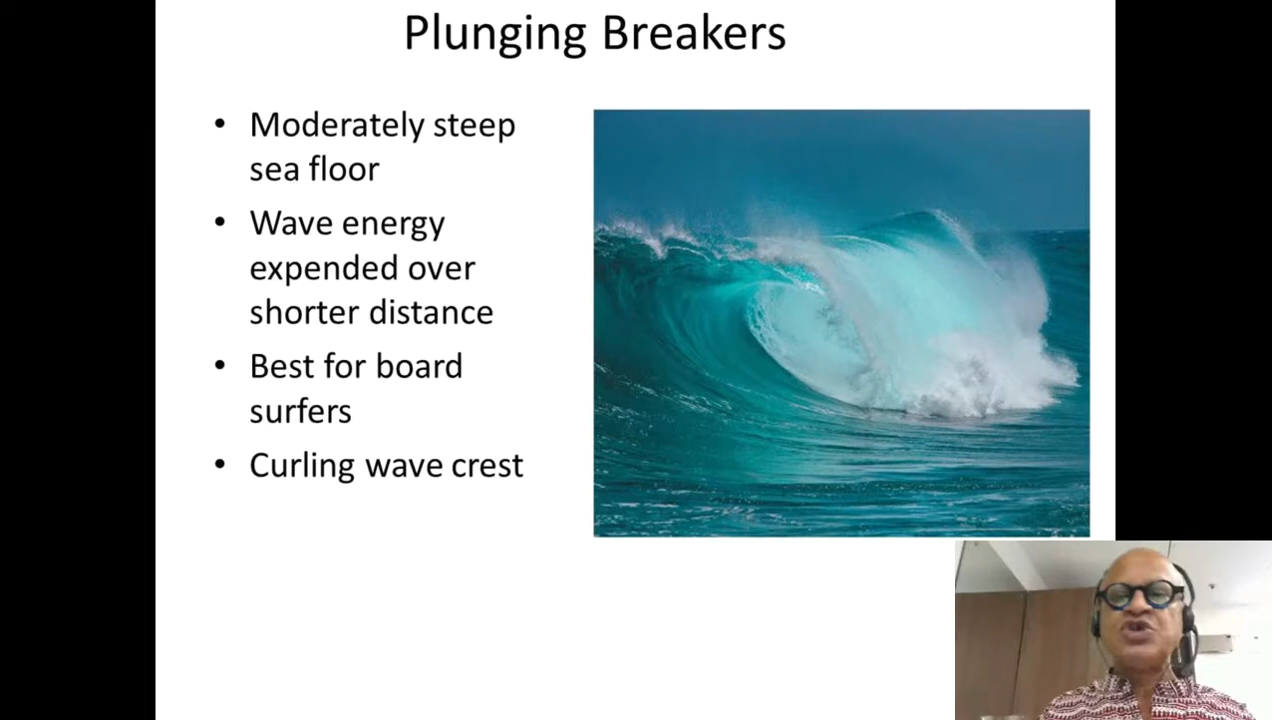 Plunging Breakers
• Moderately steep
sea floor
• Wave energy
expended over
shorter distance
• Best for board
surfers
• Curling wave crest